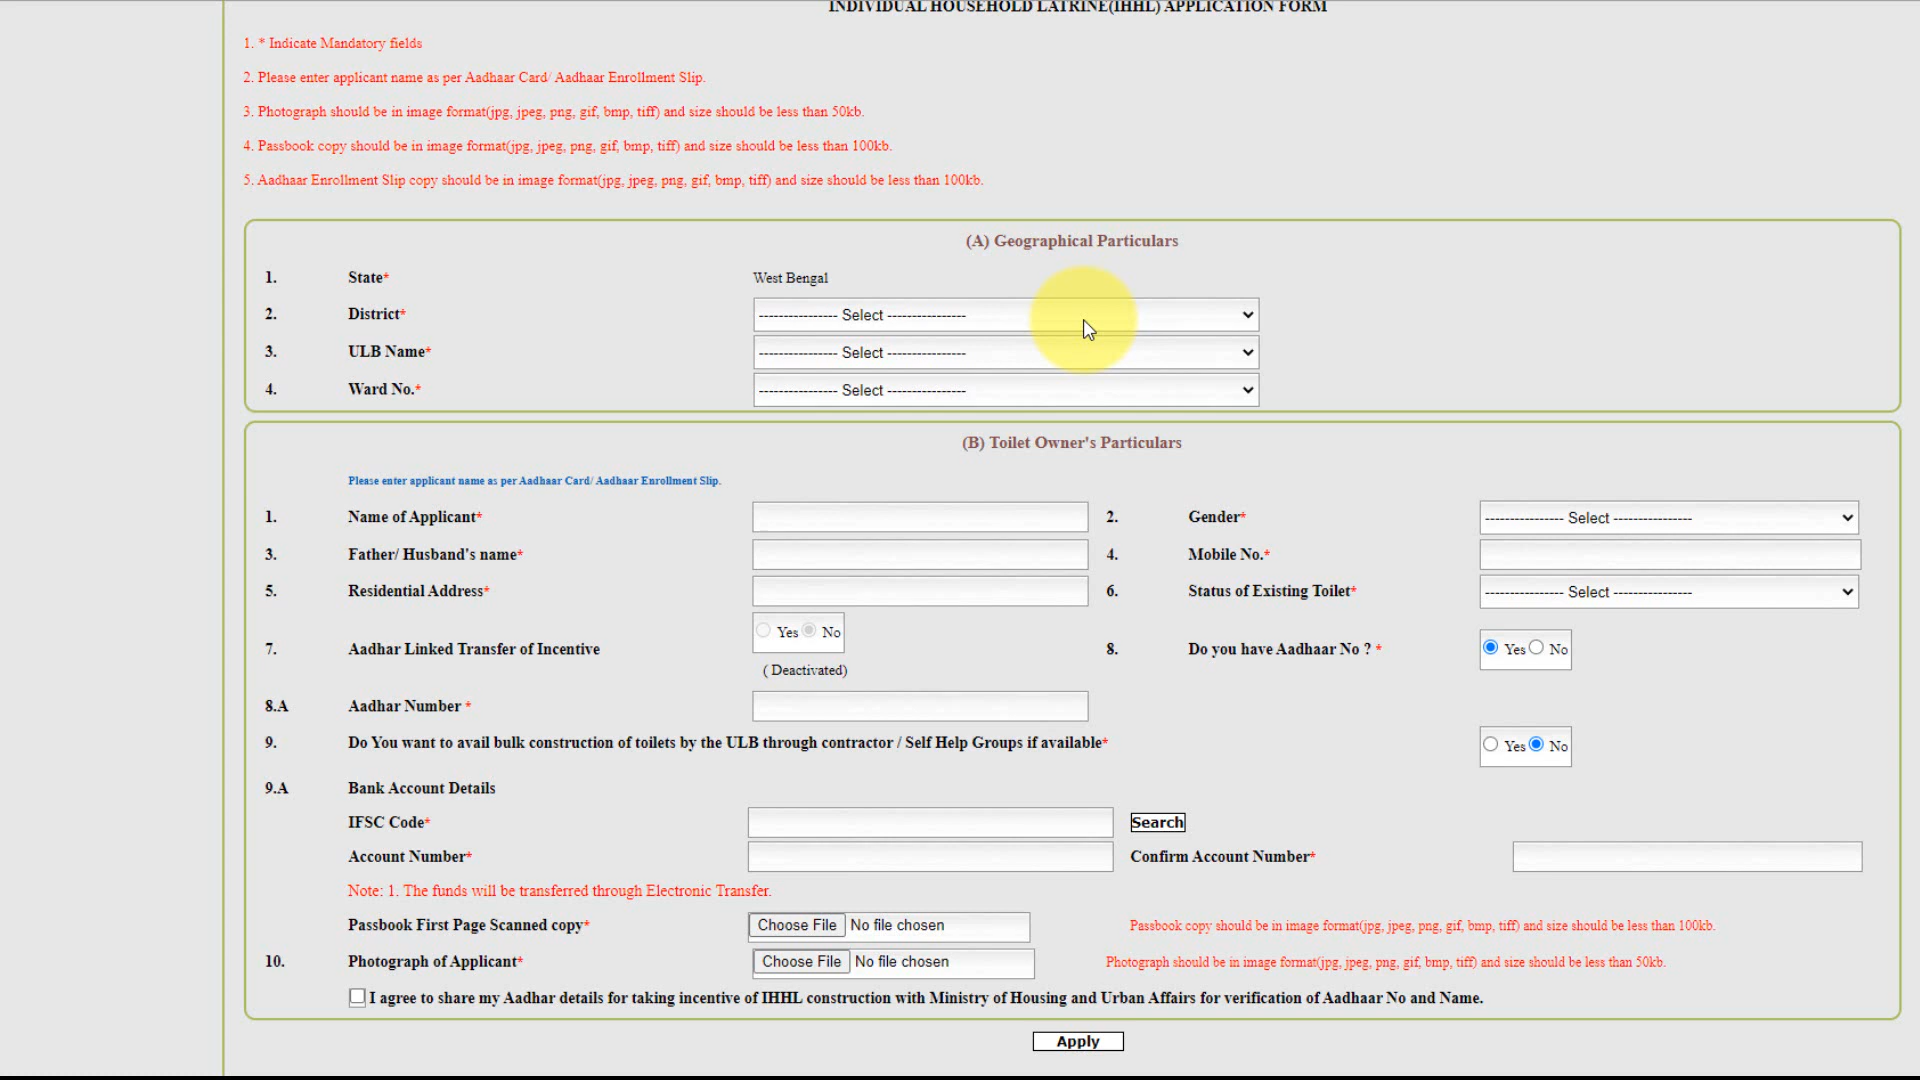 INDIVIDUAL HOUSEHOLD LATRINE(IHHL) APPLICATION FORM
1. * Indicate Mandatory fields
2. Please enter applicant name as per Aadhaar Card/ Aadhaar Enrollment Slip.
3. Photograph should be in image format(jpg, jpeg, png, gif, bmp, tiff) and size should be less than 50kb.
4. Passbook copy should be in image format(jpg, jpeg, png, gif, bmp, tiff) and size should be less than 100kb.
5. Aadhaar Enrollment Slip copy should be in image format(jpg, jpeg, png, gif, bmp, tiff) and size should be less than 100kb.
(A) Geographical Particulars
1. State* West Bengal
2. District* ---------------- Select ----------------
3. ULB Name* ---------------- Select ----------------
4. Ward No.* ---------------- Select ----------------
(B) Toilet Owner's Particulars
Please enter applicant name as per Aadhaar Card/ Aadhaar Enrollment Slip.
1. Name of Applicant* 2. Gender* ---------------- Select ----------------
3. Father/ Husband's name* 4. Mobile No.*
5. Residential Address* 6. Status of Existing Toilet* ---------------- Select ----------------
7. Aadhar Linked Transfer of Incentive Yes No 8. Do you have Aadhaar No ? * Yes No
( Deactivated)
8.A Aadhar Number *
9. Do You want to avail bulk construction of toilets by the ULB through contractor / Self Help Groups if available* Yes No
9.A Bank Account Details
IFSC Code* Search
Account Number* Confirm Account Number*
Note: 1. The funds will be transferred through Electronic Transfer.
Passbook First Page Scanned copy* Choose File No file chosen Passbook copy should be in image format(jpg, jpeg, png, gif, bmp, tiff) and size should be less than 100kb.
10. Photograph of Applicant* Choose File No file chosen Photograph should be in image format(jpg, jpeg, png, gif, bmp, tiff) and size should be less than 50kb.
I agree to share my Aadhar details for taking incentive of IHHL construction with Ministry of Housing and Urban Affairs for verification of Aadhaar No and Name.
Apply